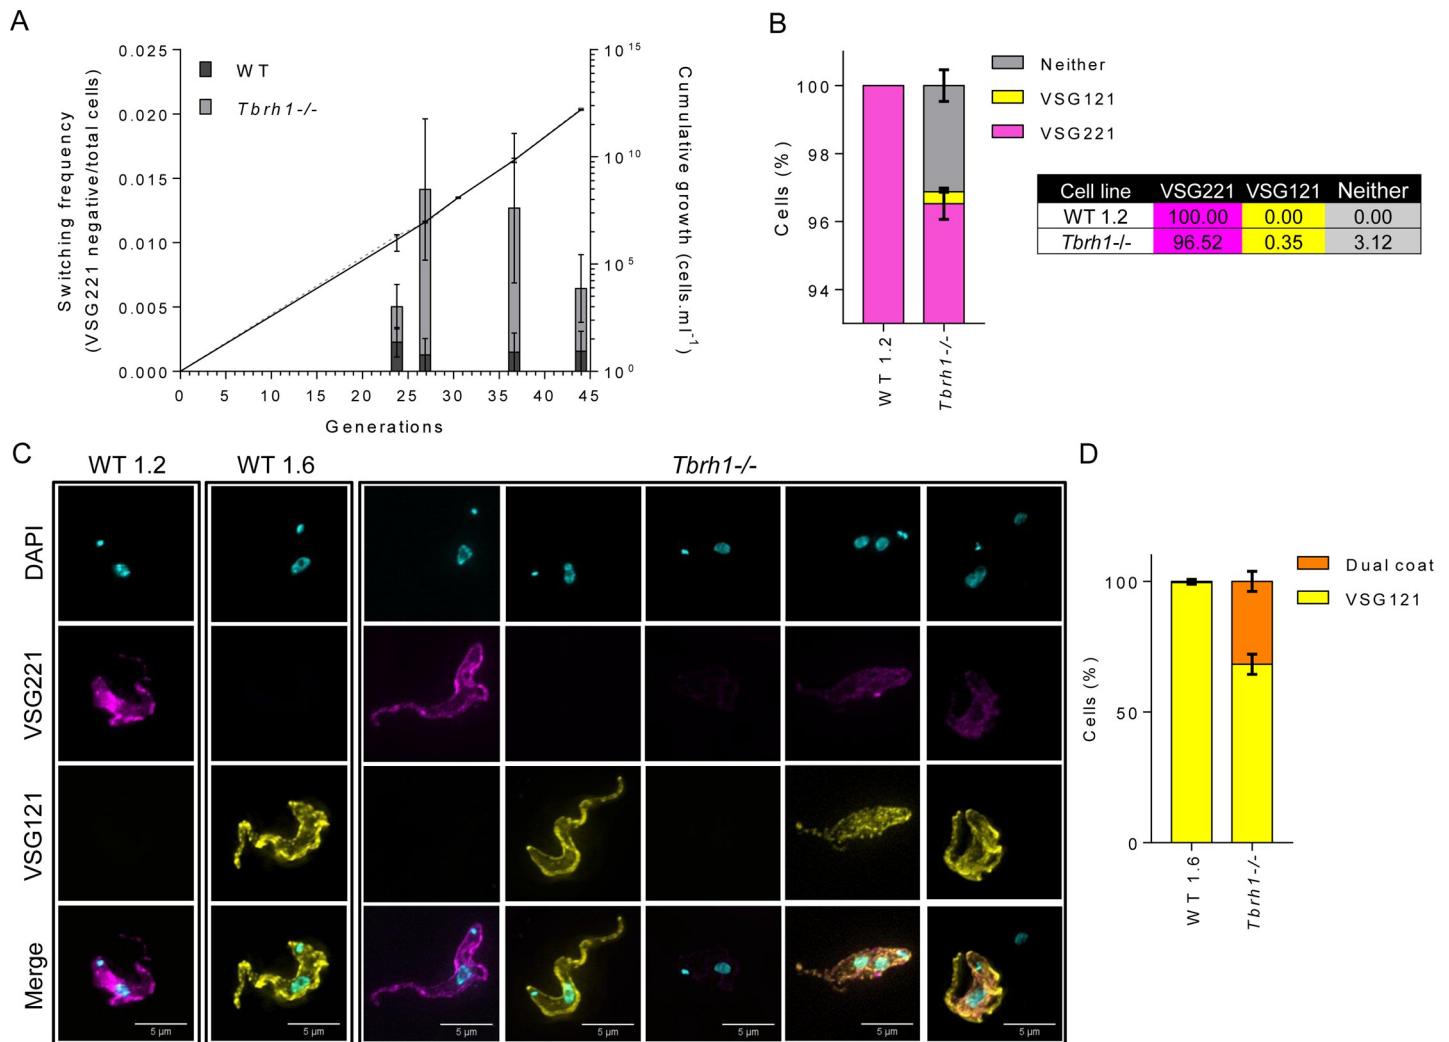 A
Switching frequency
(VSG221 negative/total cells)
0.025
0.020
0.015
0.010
0.005
0.000
WT
Tbrh1-/-
10 15
10 10
10 5
10 0
Cumulative growth (cells.ml-1)
0 5 10 15 20 25 30 35 40 45
Generations
B
Cells (%)
100
98
96
94
WT 1.2
Tbrh1-/-
Neither
VSG121
VSG221
Cell line VSG221 VSG121 Neither
WT 1.2 100.00 0.00 0.00
Tbrh1-/- 96.52 0.35 3.12
C
WT 1.2 WT 1.6 Tbrh1-/-
DAPI
VSG221
VSG121
Merge
5 µm 5 µm 5 µm 5 µm 5 µm 5 µm 5 µm
D
Cells (%)
100
50
0
WT 1.6
Tbrh1-/-
Dual coat
VSG121